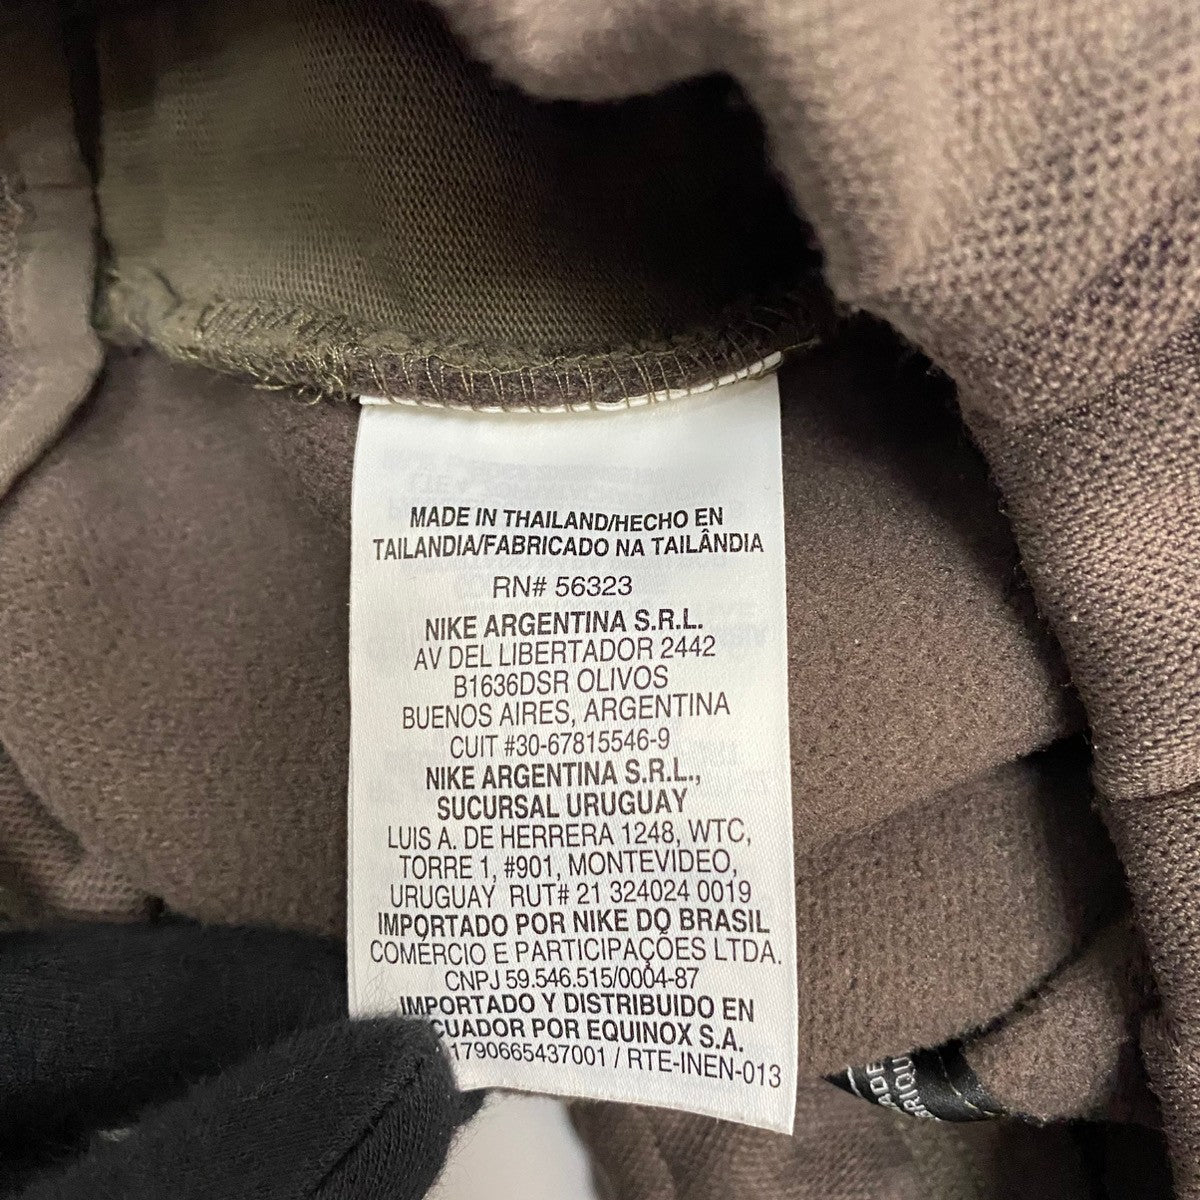 MADE IN THAILAND/HECHO EN
TAILANDIA/FABRICADO NA TAILÂNDIA
RN# 56323
NIKE ARGENTINA S.R.L.
AV DEL LIBERTADOR 2442
B1636DSR OLIVOS
BUENOS AIRES, ARGENTINA
CUIT #30-67815546-9
NIKE ARGENTINA S.R.L.,
SUCURSAL URUGUAY
LUIS A. DE HERRERA 1248, WTC,
TORRE 1, #901, MONTEVIDEO,
URUGUAY RUT# 21 324024 0019
IMPORTADO POR NIKE DO BRASIL
COMÉRCIO E PARTICIPAÇÕES LTDA.
CNPJ 59.546.515/0004-87
IMPORTADO Y DISTRIBUIDO EN
CUADOR POR EQUINOX S.A.
1790665437001 / RTE-INEN-013